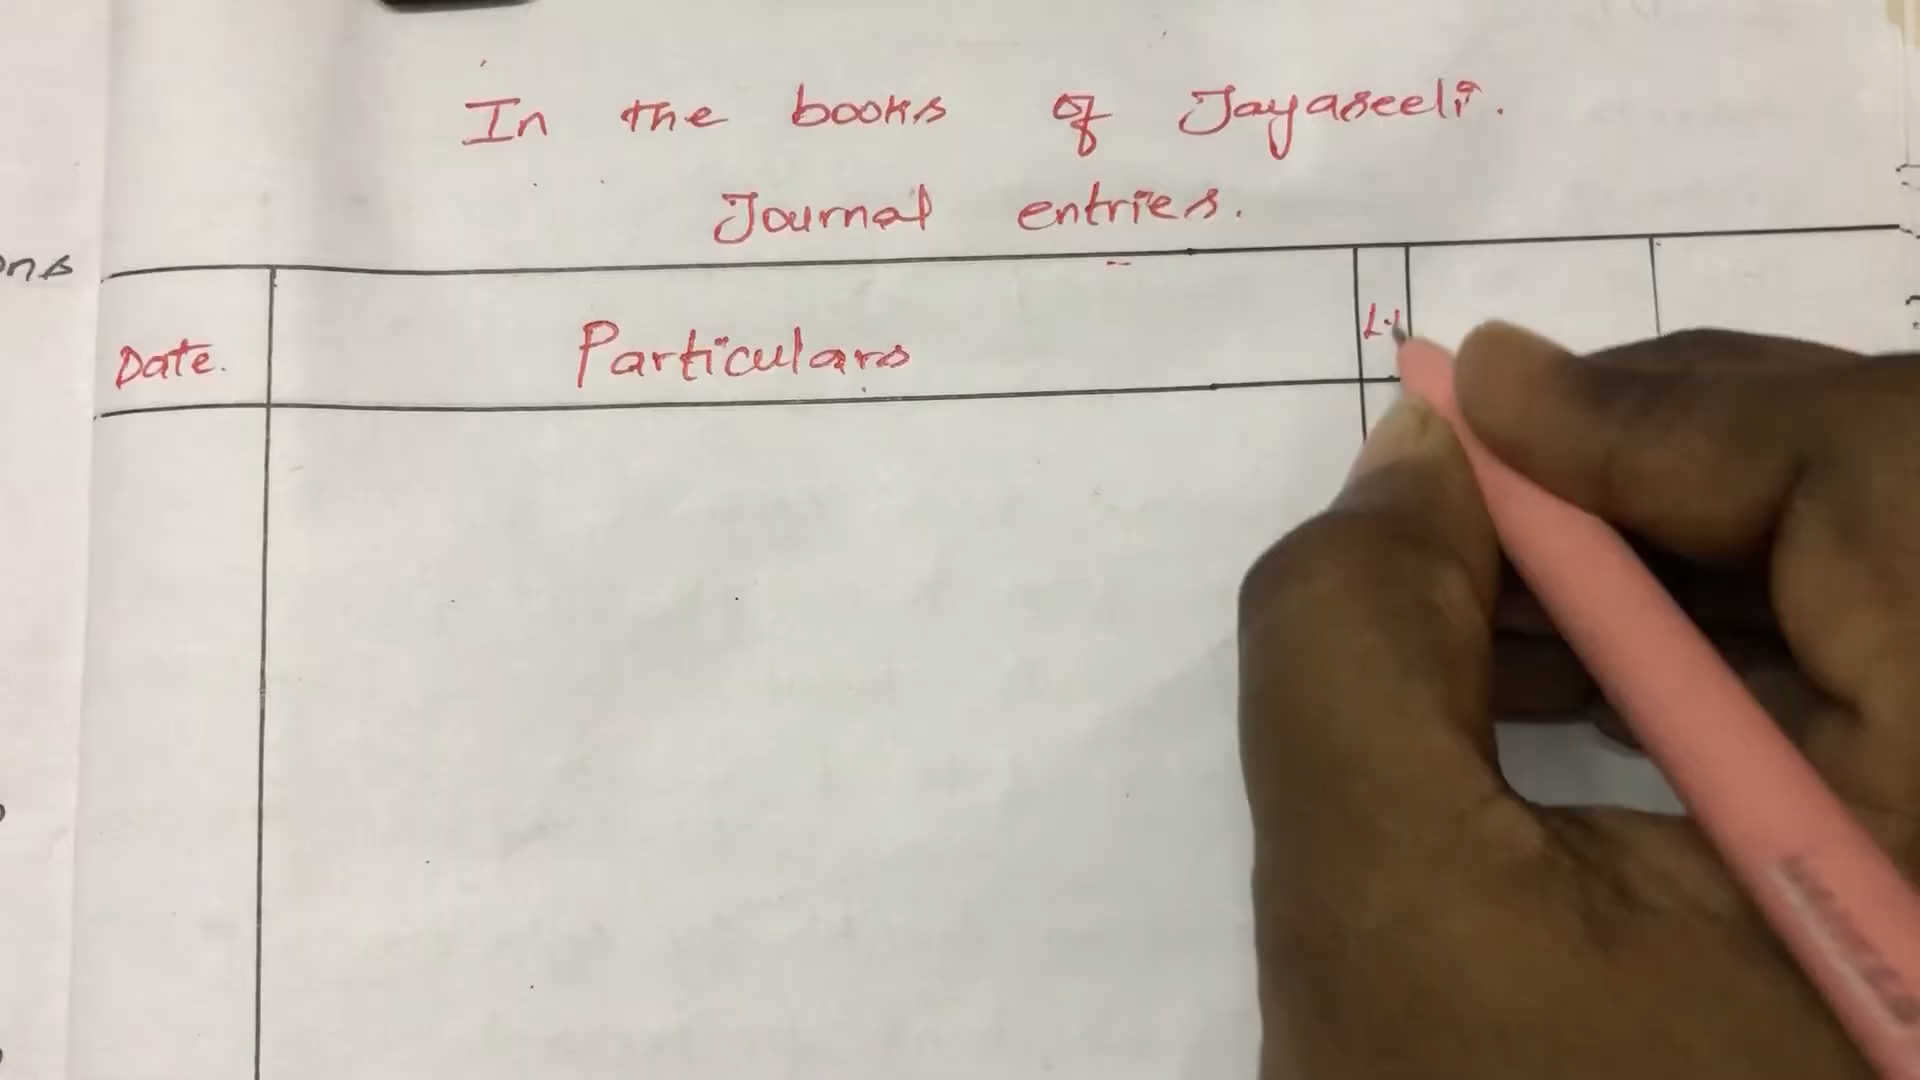 In the books of Jayaseeli.
Journal entries.
Date.
Particulars